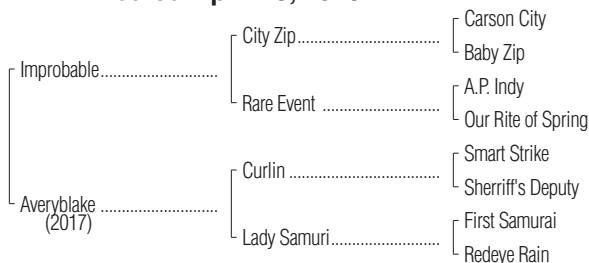 Carson City
City Zip
Baby Zip
Improbable
A.P. Indy
Rare Event
Our Rite of Spring
Smart Strike
Curlin
Sherriff's Deputy
Averyblake
(2017)
First Samurai
Lady Samuri
Redeye Rain